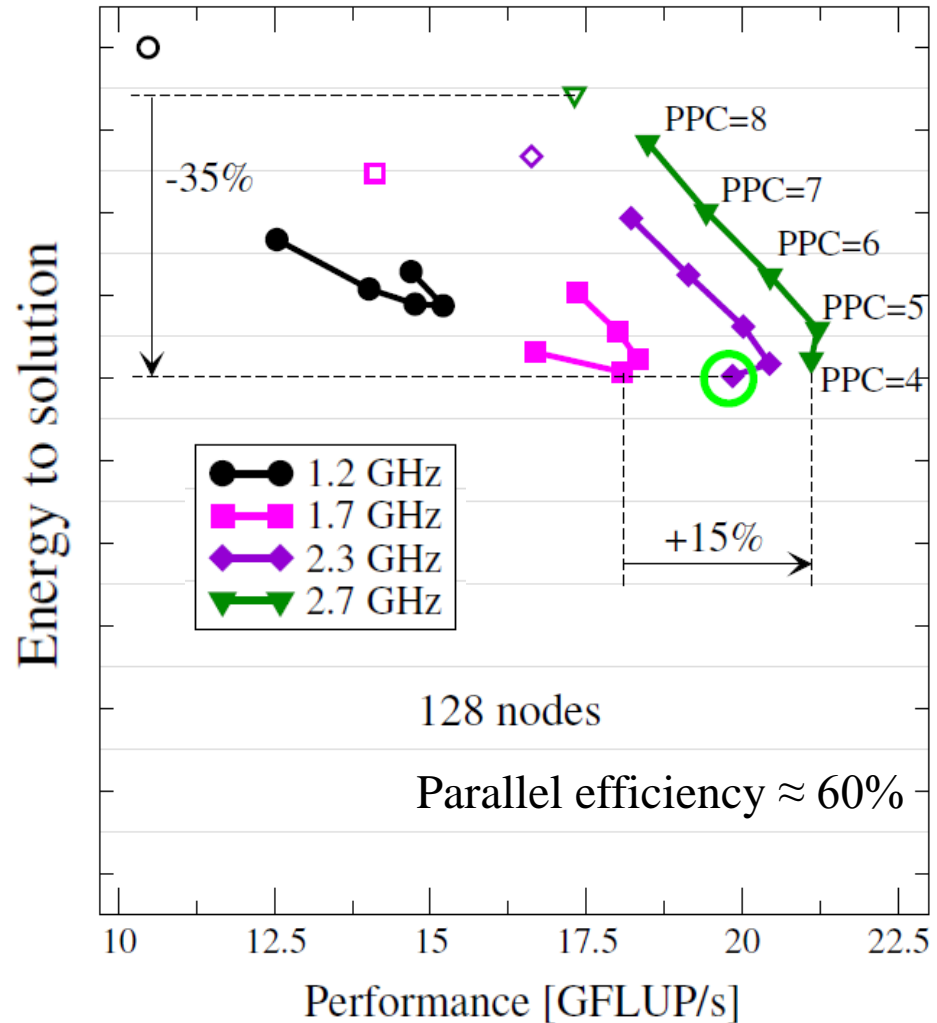 PPC=8
-35%
PPC=7
PPC=6
PPC=5
PPC=4
Energy to solution
1.2 GHz
1.7 GHz
2.3 GHz
2.7 GHz
+15%
128 nodes
Parallel efficiency ≈ 60%
10 12.5 15 17.5 20 22.5
Performance [GFLUP/s]